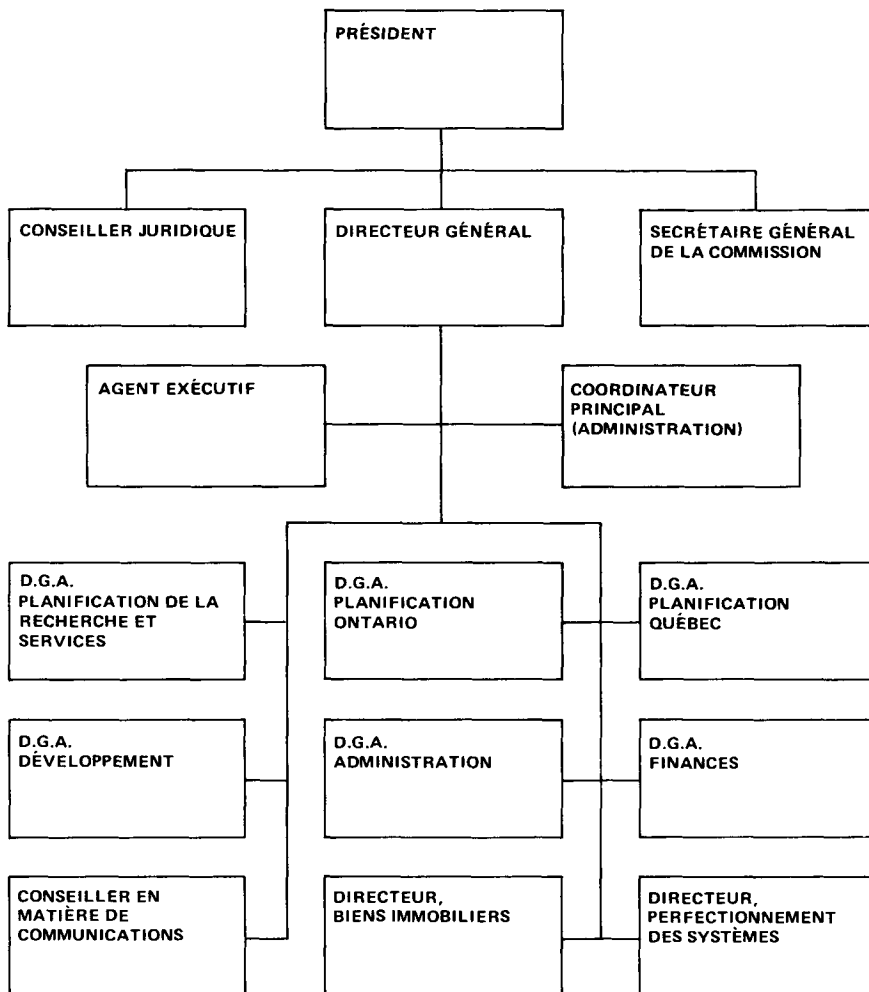 PRÉSIDENT
CONSEILLER JURIDIQUE
DIRECTEUR GÉNÉRAL
SECRÉTAIRE GÉNÉRAL
DE LA COMMISSION
AGENT EXÉCUTIF
COORDINATEUR
PRINCIPAL
(ADMINISTRATION)
D.G.A.
PLANIFICATION DE LA
RECHERCHE ET
SERVICES
D.G.A.
PLANIFICATION
ONTARIO
D.G.A.
PLANIFICATION
QUÉBEC
D.G.A.
DÉVELOPPEMENT
D.G.A.
ADMINISTRATION
D.G.A.
FINANCES
CONSEILLER EN
MATIÈRE DE
COMMUNICATIONS
DIRECTEUR,
BIENS IMMOBILIERS
DIRECTEUR,
PERFECTIONNEMENT
DES SYSTÈMES